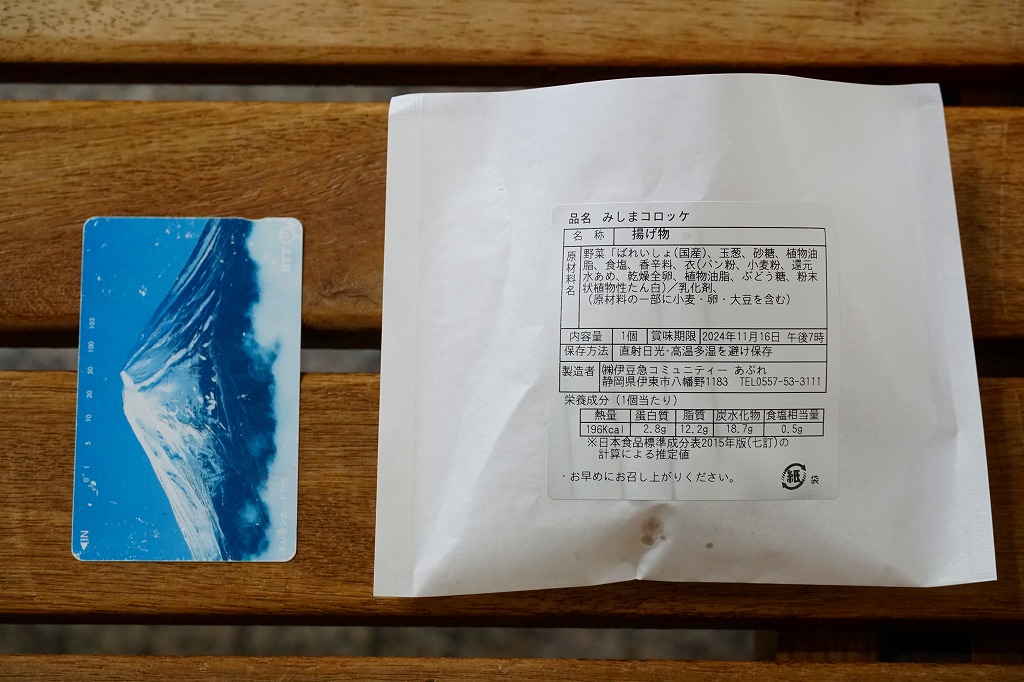 品名 みしまコロッケ
名 称 揚げ物
原材料名 野菜「ばれいしょ(国産)、玉葱、砂糖、植物油
脂、食塩、香辛料、衣(パン粉、小麦粉、還元
水あめ、乾燥全卵、植物油脂、ぶどう糖、粉末
状植物性たん白)/乳化剤、
(原材料の一部に小麦・卵・大豆を含む)
内容量 1個 賞味期限 2024年11月16日 午後7時
保存方法 直射日光・高温多湿を避け保存
製造者 ㈱伊豆急コミュニティー あぷれ
静岡県伊東市八幡野1183 TEL0557-53-3111
栄養成分(1個当たり)
熱量 蛋白質 脂質 炭水化物 食塩相当量
196Kcal 2.8g 12.2g 18.7g 0.5g
※日本食品標準成分表2015年版(七訂)の
計算による推定値
・お早めにお召し上がりください。
紙 袋
◀IN
0 1 5 10 30 50 100 105